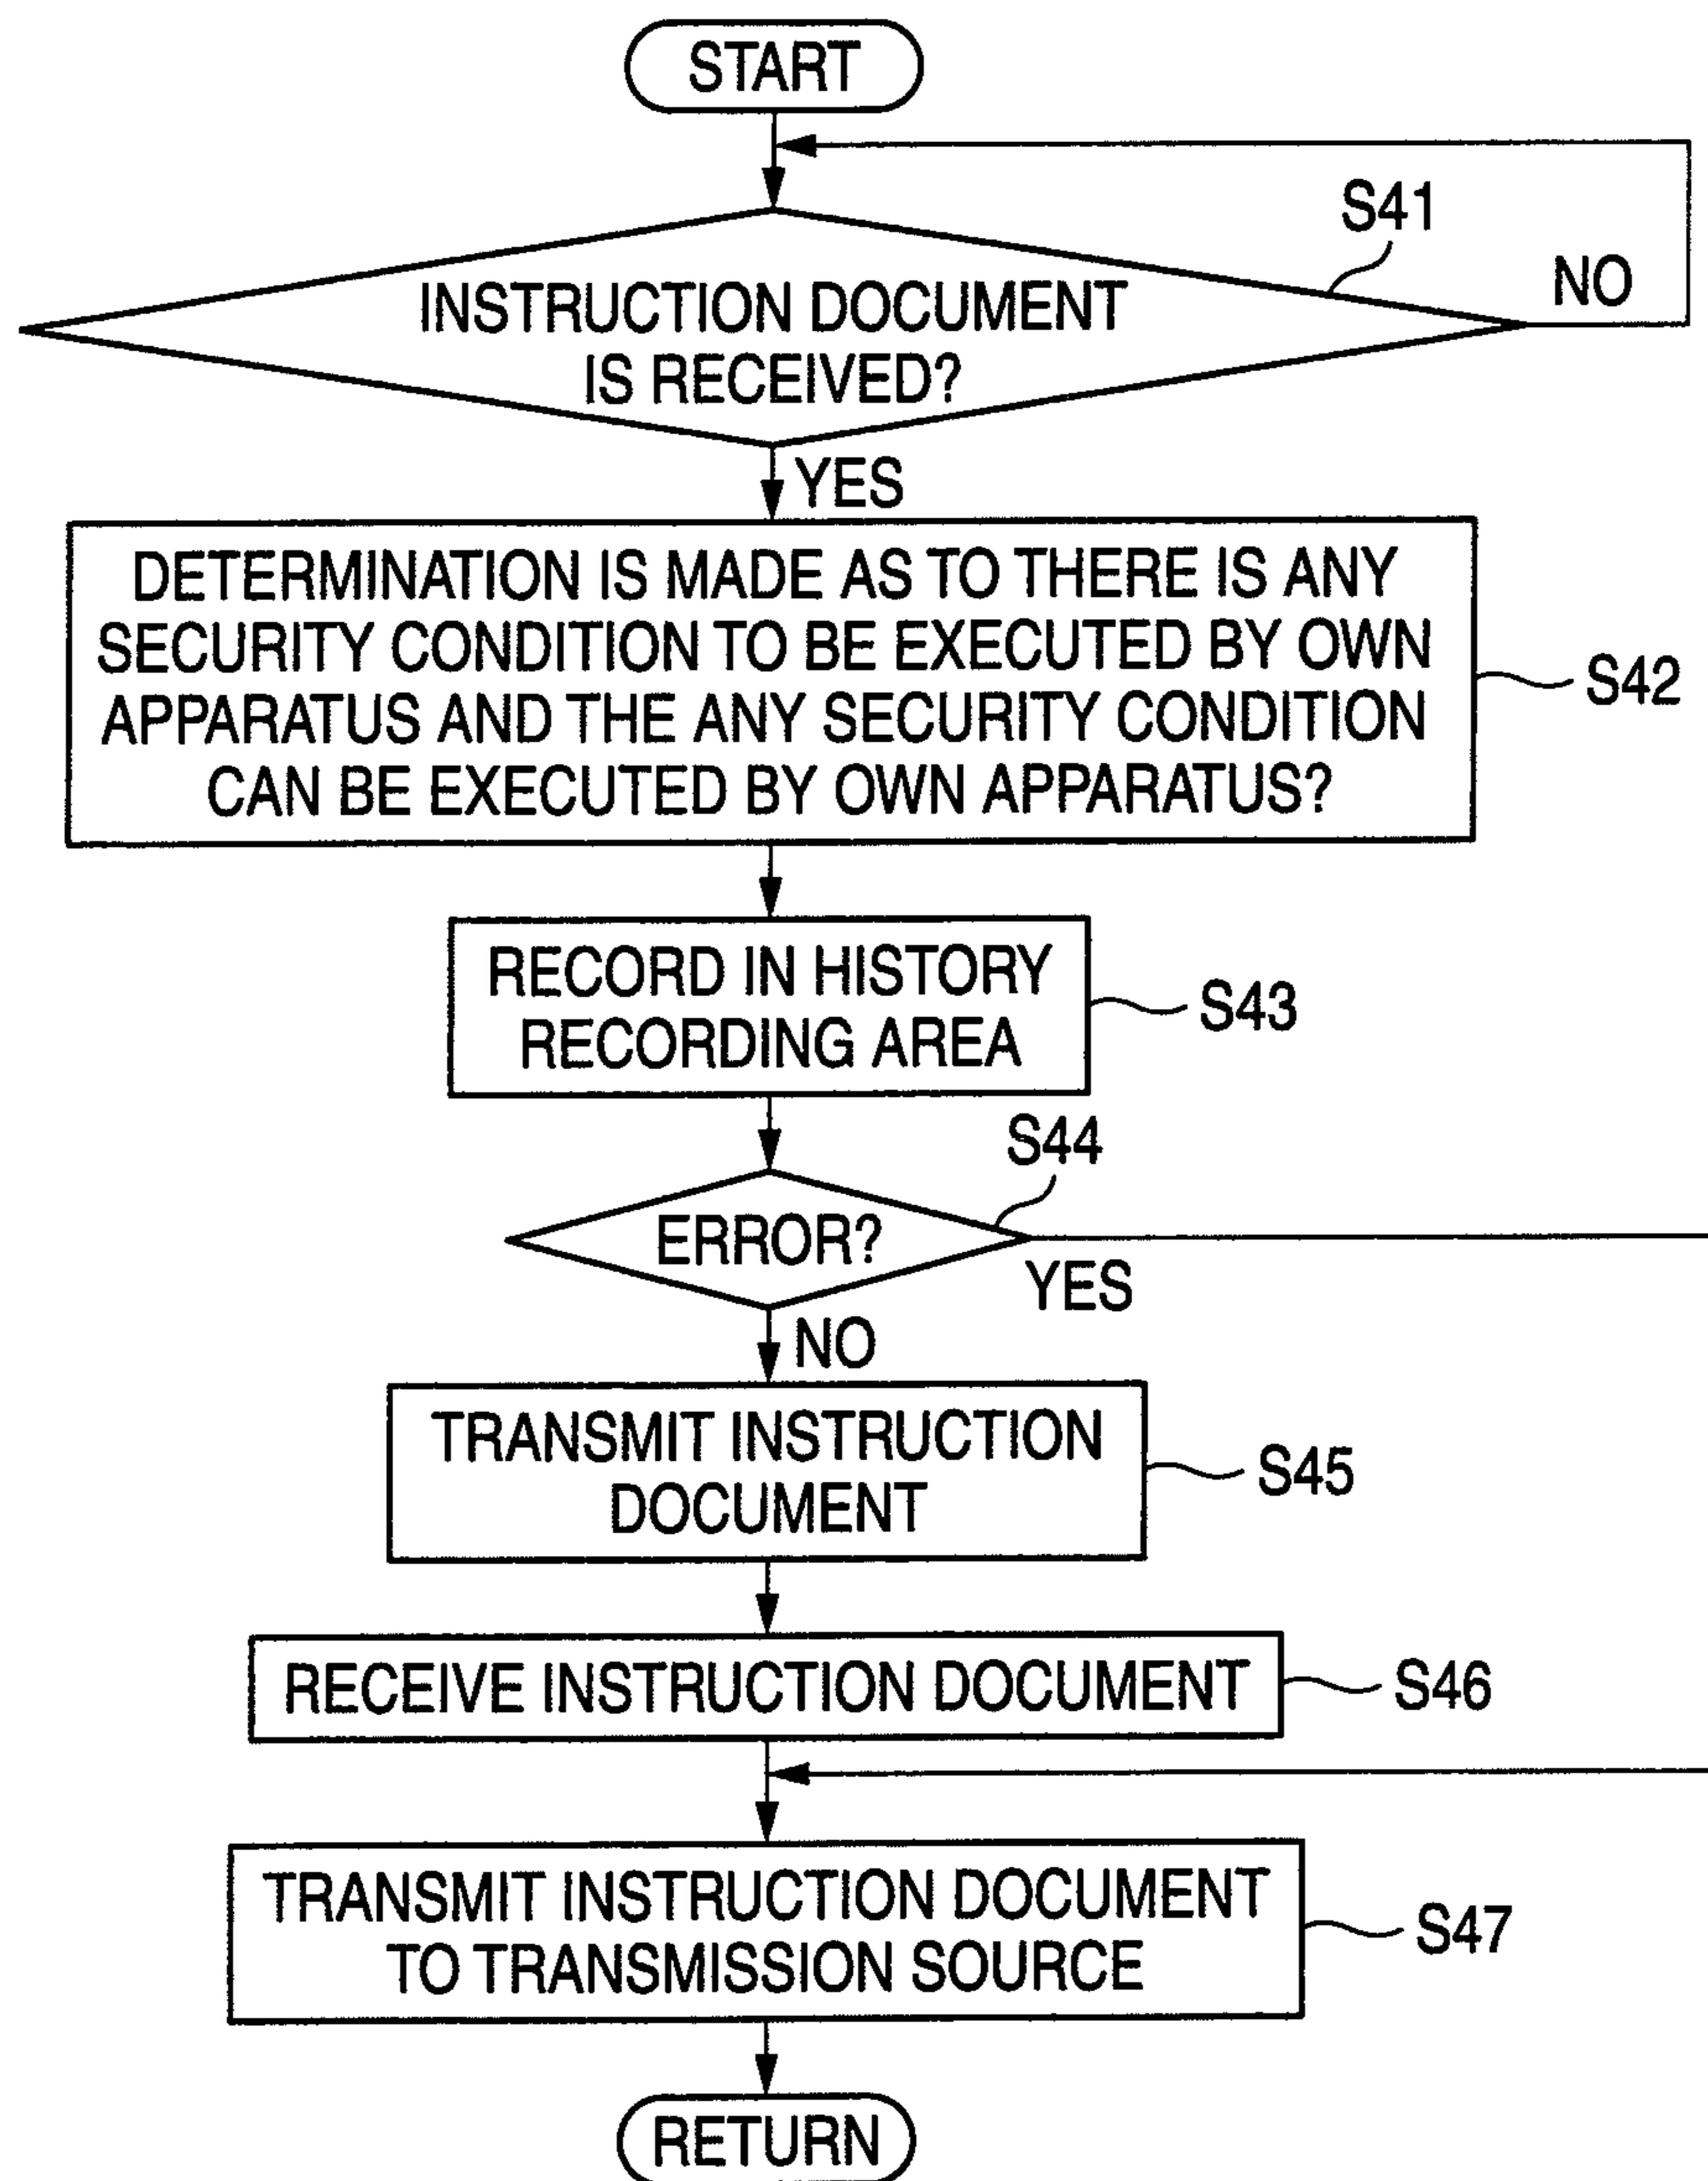 START
S41
INSTRUCTION DOCUMENT
IS RECEIVED?
NO
YES
DETERMINATION IS MADE AS TO THERE IS ANY
SECURITY CONDITION TO BE EXECUTED BY OWN
APPARATUS AND THE ANY SECURITY CONDITION
CAN BE EXECUTED BY OWN APPARATUS?
S42
RECORD IN HISTORY
RECORDING AREA
S43
S44
ERROR?
YES
NO
TRANSMIT INSTRUCTION
DOCUMENT
S45
RECEIVE INSTRUCTION DOCUMENT
S46
TRANSMIT INSTRUCTION DOCUMENT
TO TRANSMISSION SOURCE
S47
RETURN